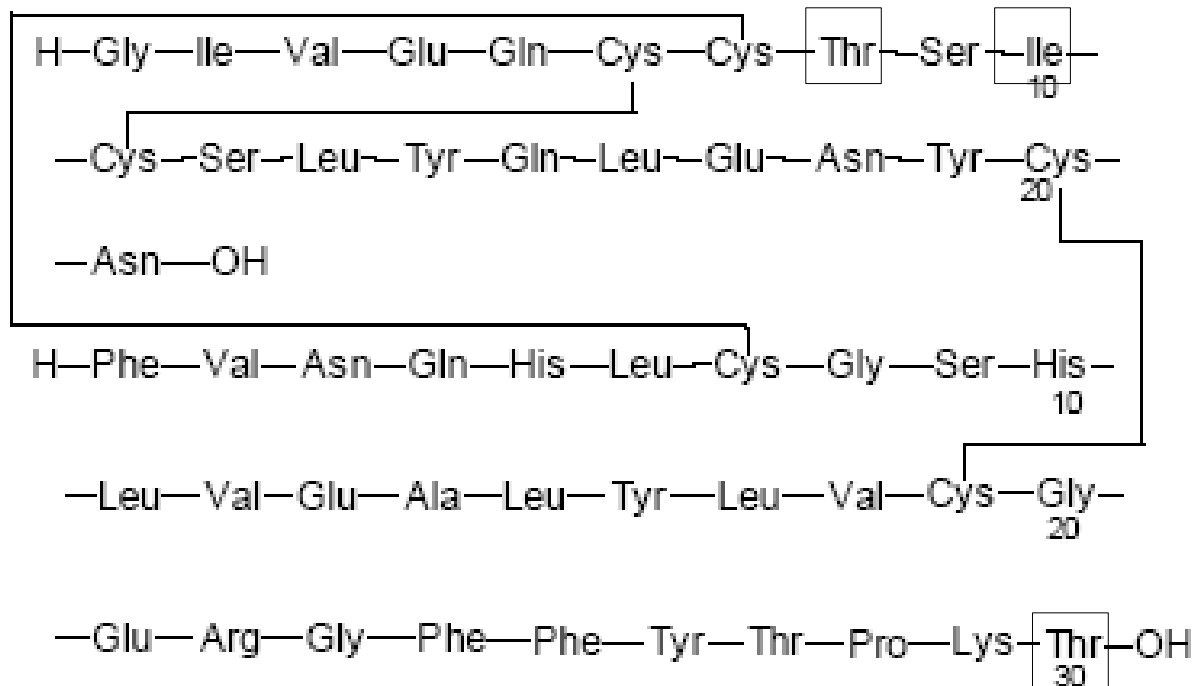 H—Gly—Ile—Val—Glu—Gln—Cys—Cys—Thr—Ser—Ile—
10
—Cys—Ser—Leu—Tyr—Gln—Leu—Glu—Asn—Tyr—Cys—
20
—Asn—OH
H—Phe—Val—Asn—Gln—His—Leu—Cys—Gly—Ser—His—
10
—Leu—Val—Glu—Ala—Leu—Tyr—Leu—Val—Cys—Gly—
20
—Glu—Arg—Gly—Phe—Phe—Tyr—Thr—Pro—Lys—Thr—OH
30